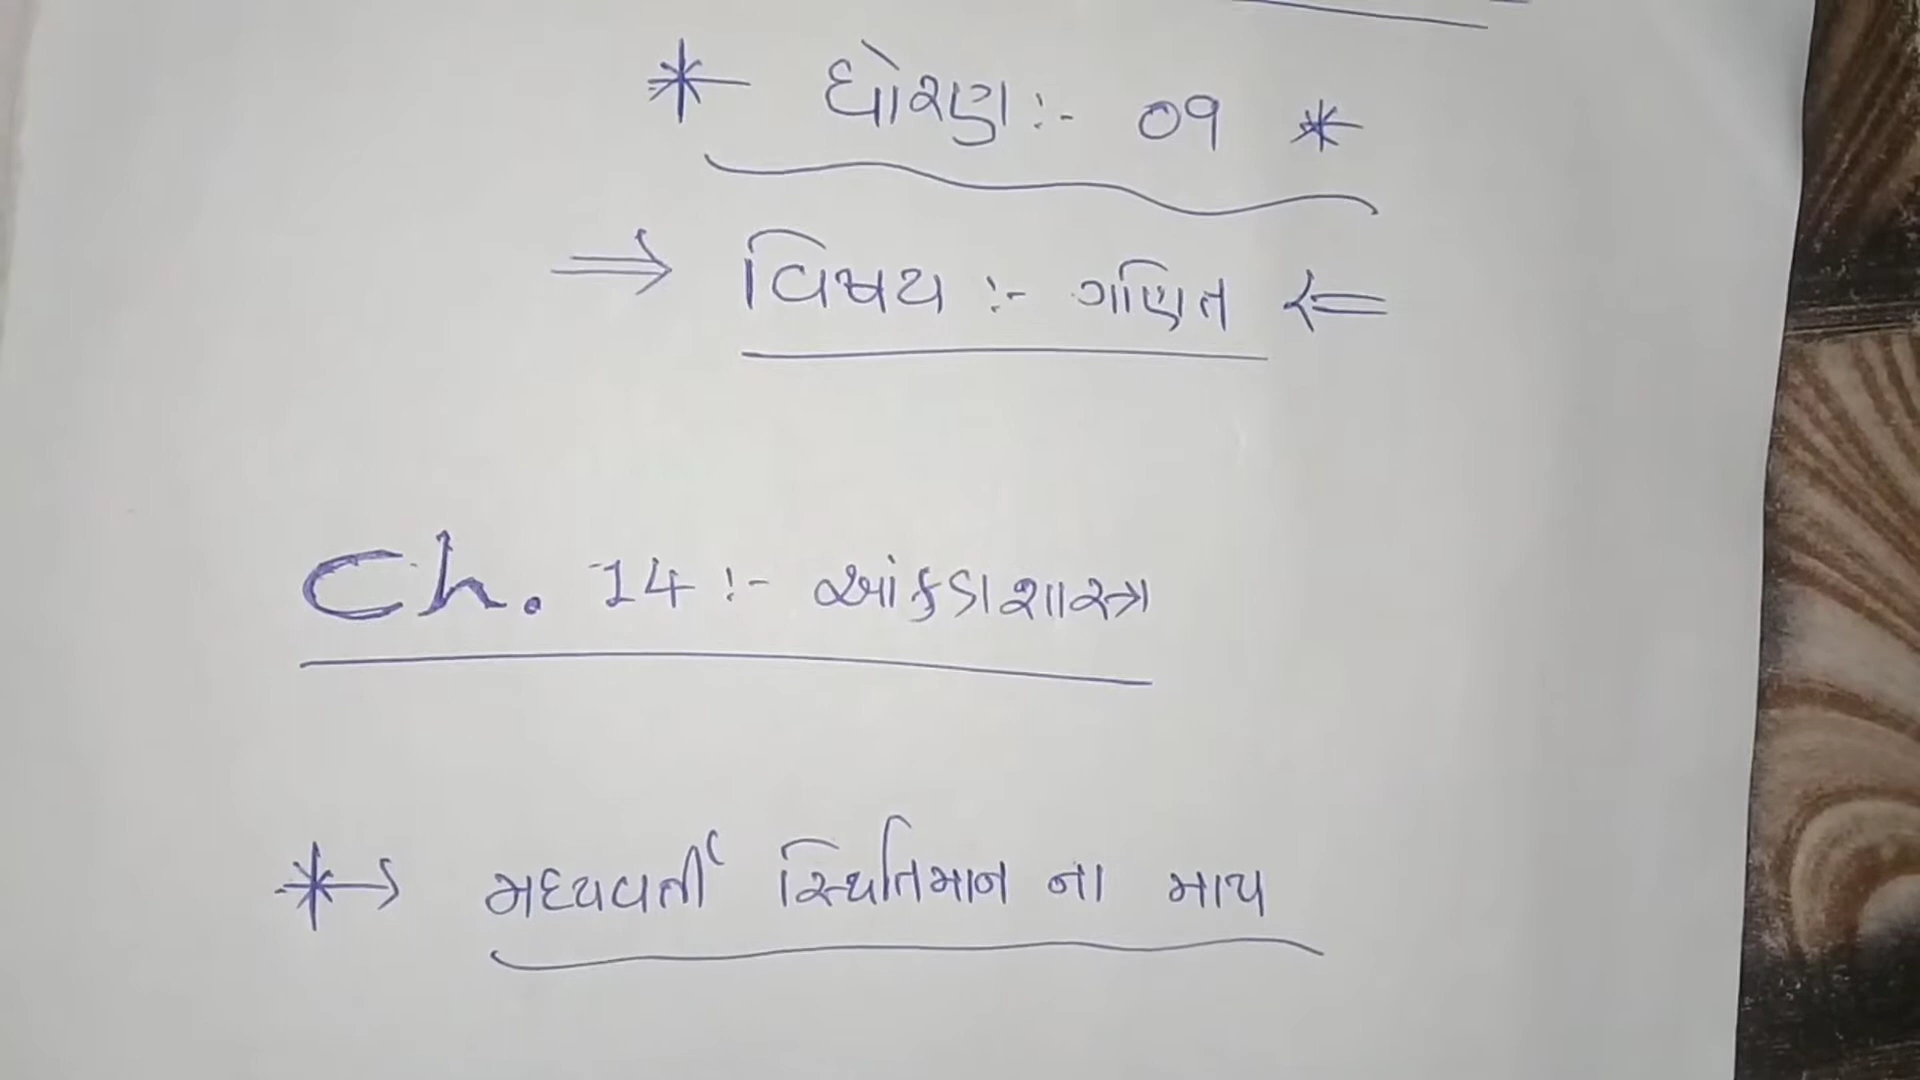 * ધોરણ :- 09 *
⇒ વિષય :- ગણિત ⇐
Ch. 14 :- આંકડાશાસ્ત્ર
*→ મધ્યવર્તી સ્થિતિમાન ના માપ